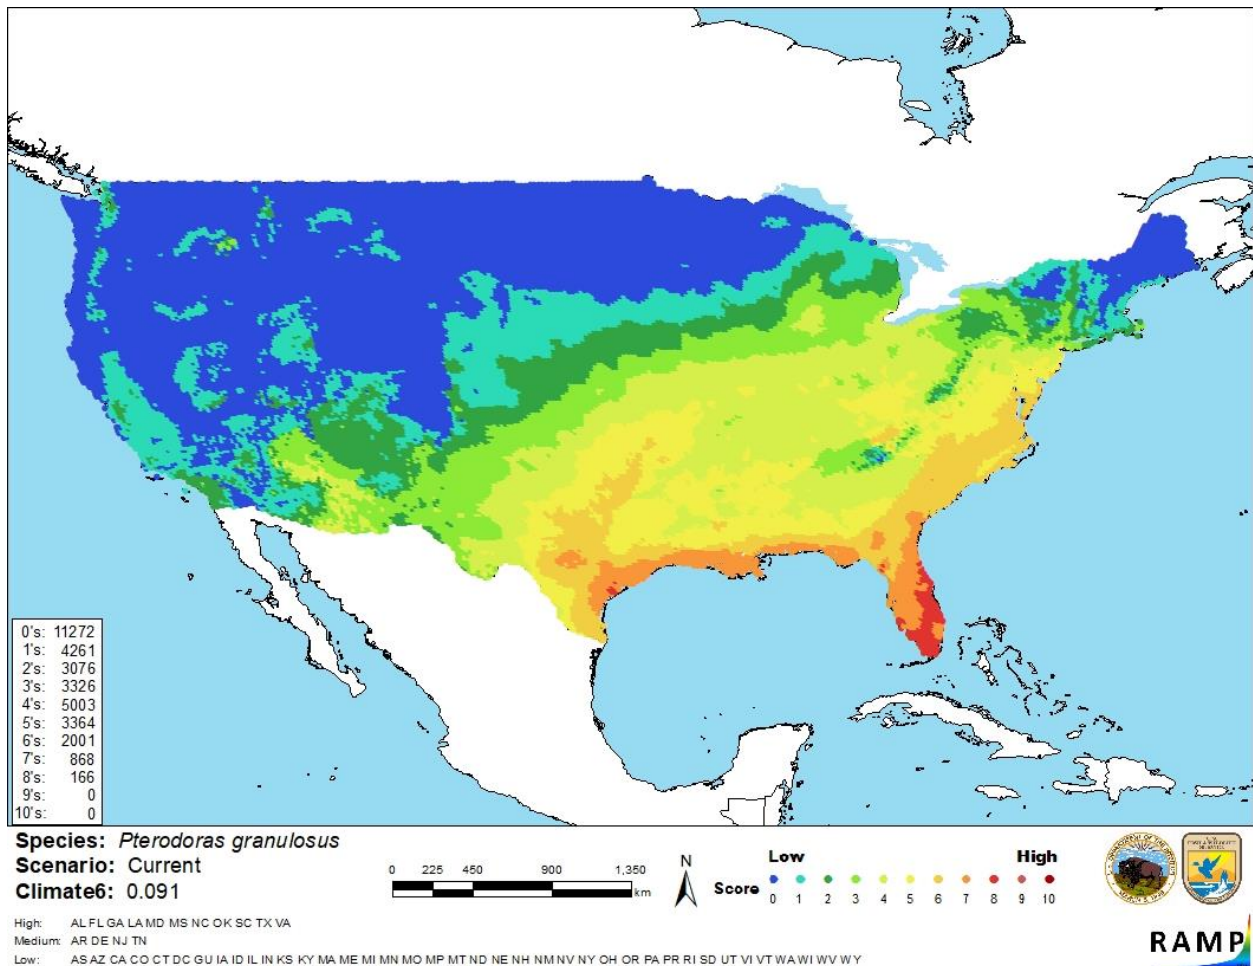 0's: 11272
1's: 4261
2's: 3076
3's: 3326
4's: 5003
5's: 3364
6's: 2001
7's: 868
8's: 166
9's: 0
10's: 0
Species: Pterodoras granulosus
Scenario: Current
Climate6: 0.091
0 225 450 900 1,350
km
N
Low High
Score
0 1 2 3 4 5 6 7 8 9 10
High: AL FL GA LA MD MS NC OK SC TX VA
Medium: AR DE NJ TN
Low: AS AZ CA CO CT DC GU IA ID IL IN KS KY MA ME MI MN MO MP MT ND NE NH NM NV NY OH OR PA PR RI SD UT VI VT WA WI WV WY
RAMP